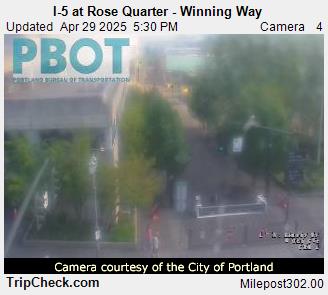 I-5 at Rose Quarter - Winning Way
Updated Apr 29 2025 5:30 PM Camera 4
PBOT
PORTLAND BUREAU OF TRANSPORTATION
Camera courtesy of the City of Portland
TripCheck.com Milepost302.00